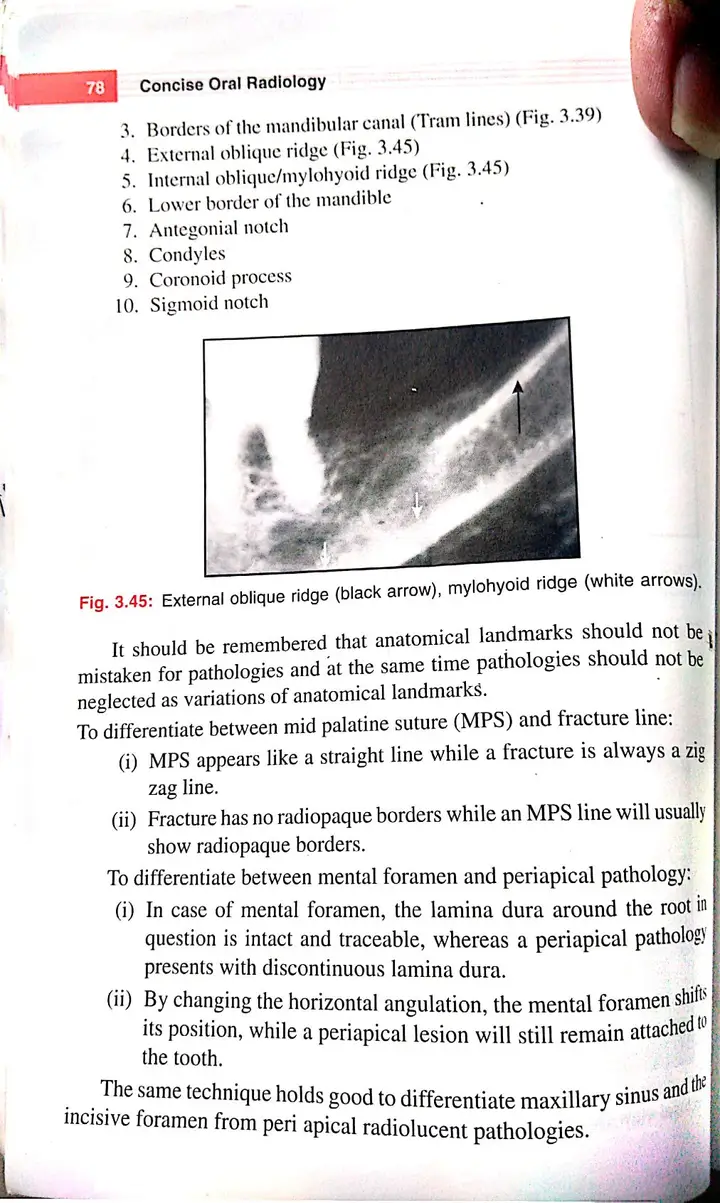 78 Concise Oral Radiology
3. Borders of the mandibular canal (Tram lines) (Fig. 3.39)
4. External oblique ridge (Fig. 3.45)
5. Internal oblique/mylohyoid ridge (Fig. 3.45)
6. Lower border of the mandible
7. Antegonial notch
8. Condyles
9. Coronoid process
10. Sigmoid notch
Fig. 3.45: External oblique ridge (black arrow), mylohyoid ridge (white arrows).
It should be remembered that anatomical landmarks should not be
mistaken for pathologies and at the same time pathologies should not be
neglected as variations of anatomical landmarks.
To differentiate between mid palatine suture (MPS) and fracture line:
(i) MPS appears like a straight line while a fracture is always a zig
zag line.
(ii) Fracture has no radiopaque borders while an MPS line will usually
show radiopaque borders.
To differentiate between mental foramen and periapical pathology:
(i) In case of mental foramen, the lamina dura around the root in
question is intact and traceable, whereas a periapical pathology
presents with discontinuous lamina dura.
(ii) By changing the horizontal angulation, the mental foramen shifts
its position, while a periapical lesion will still remain attached to
the tooth.
The same technique holds good to differentiate maxillary sinus and the
incisive foramen from peri apical radiolucent pathologies.